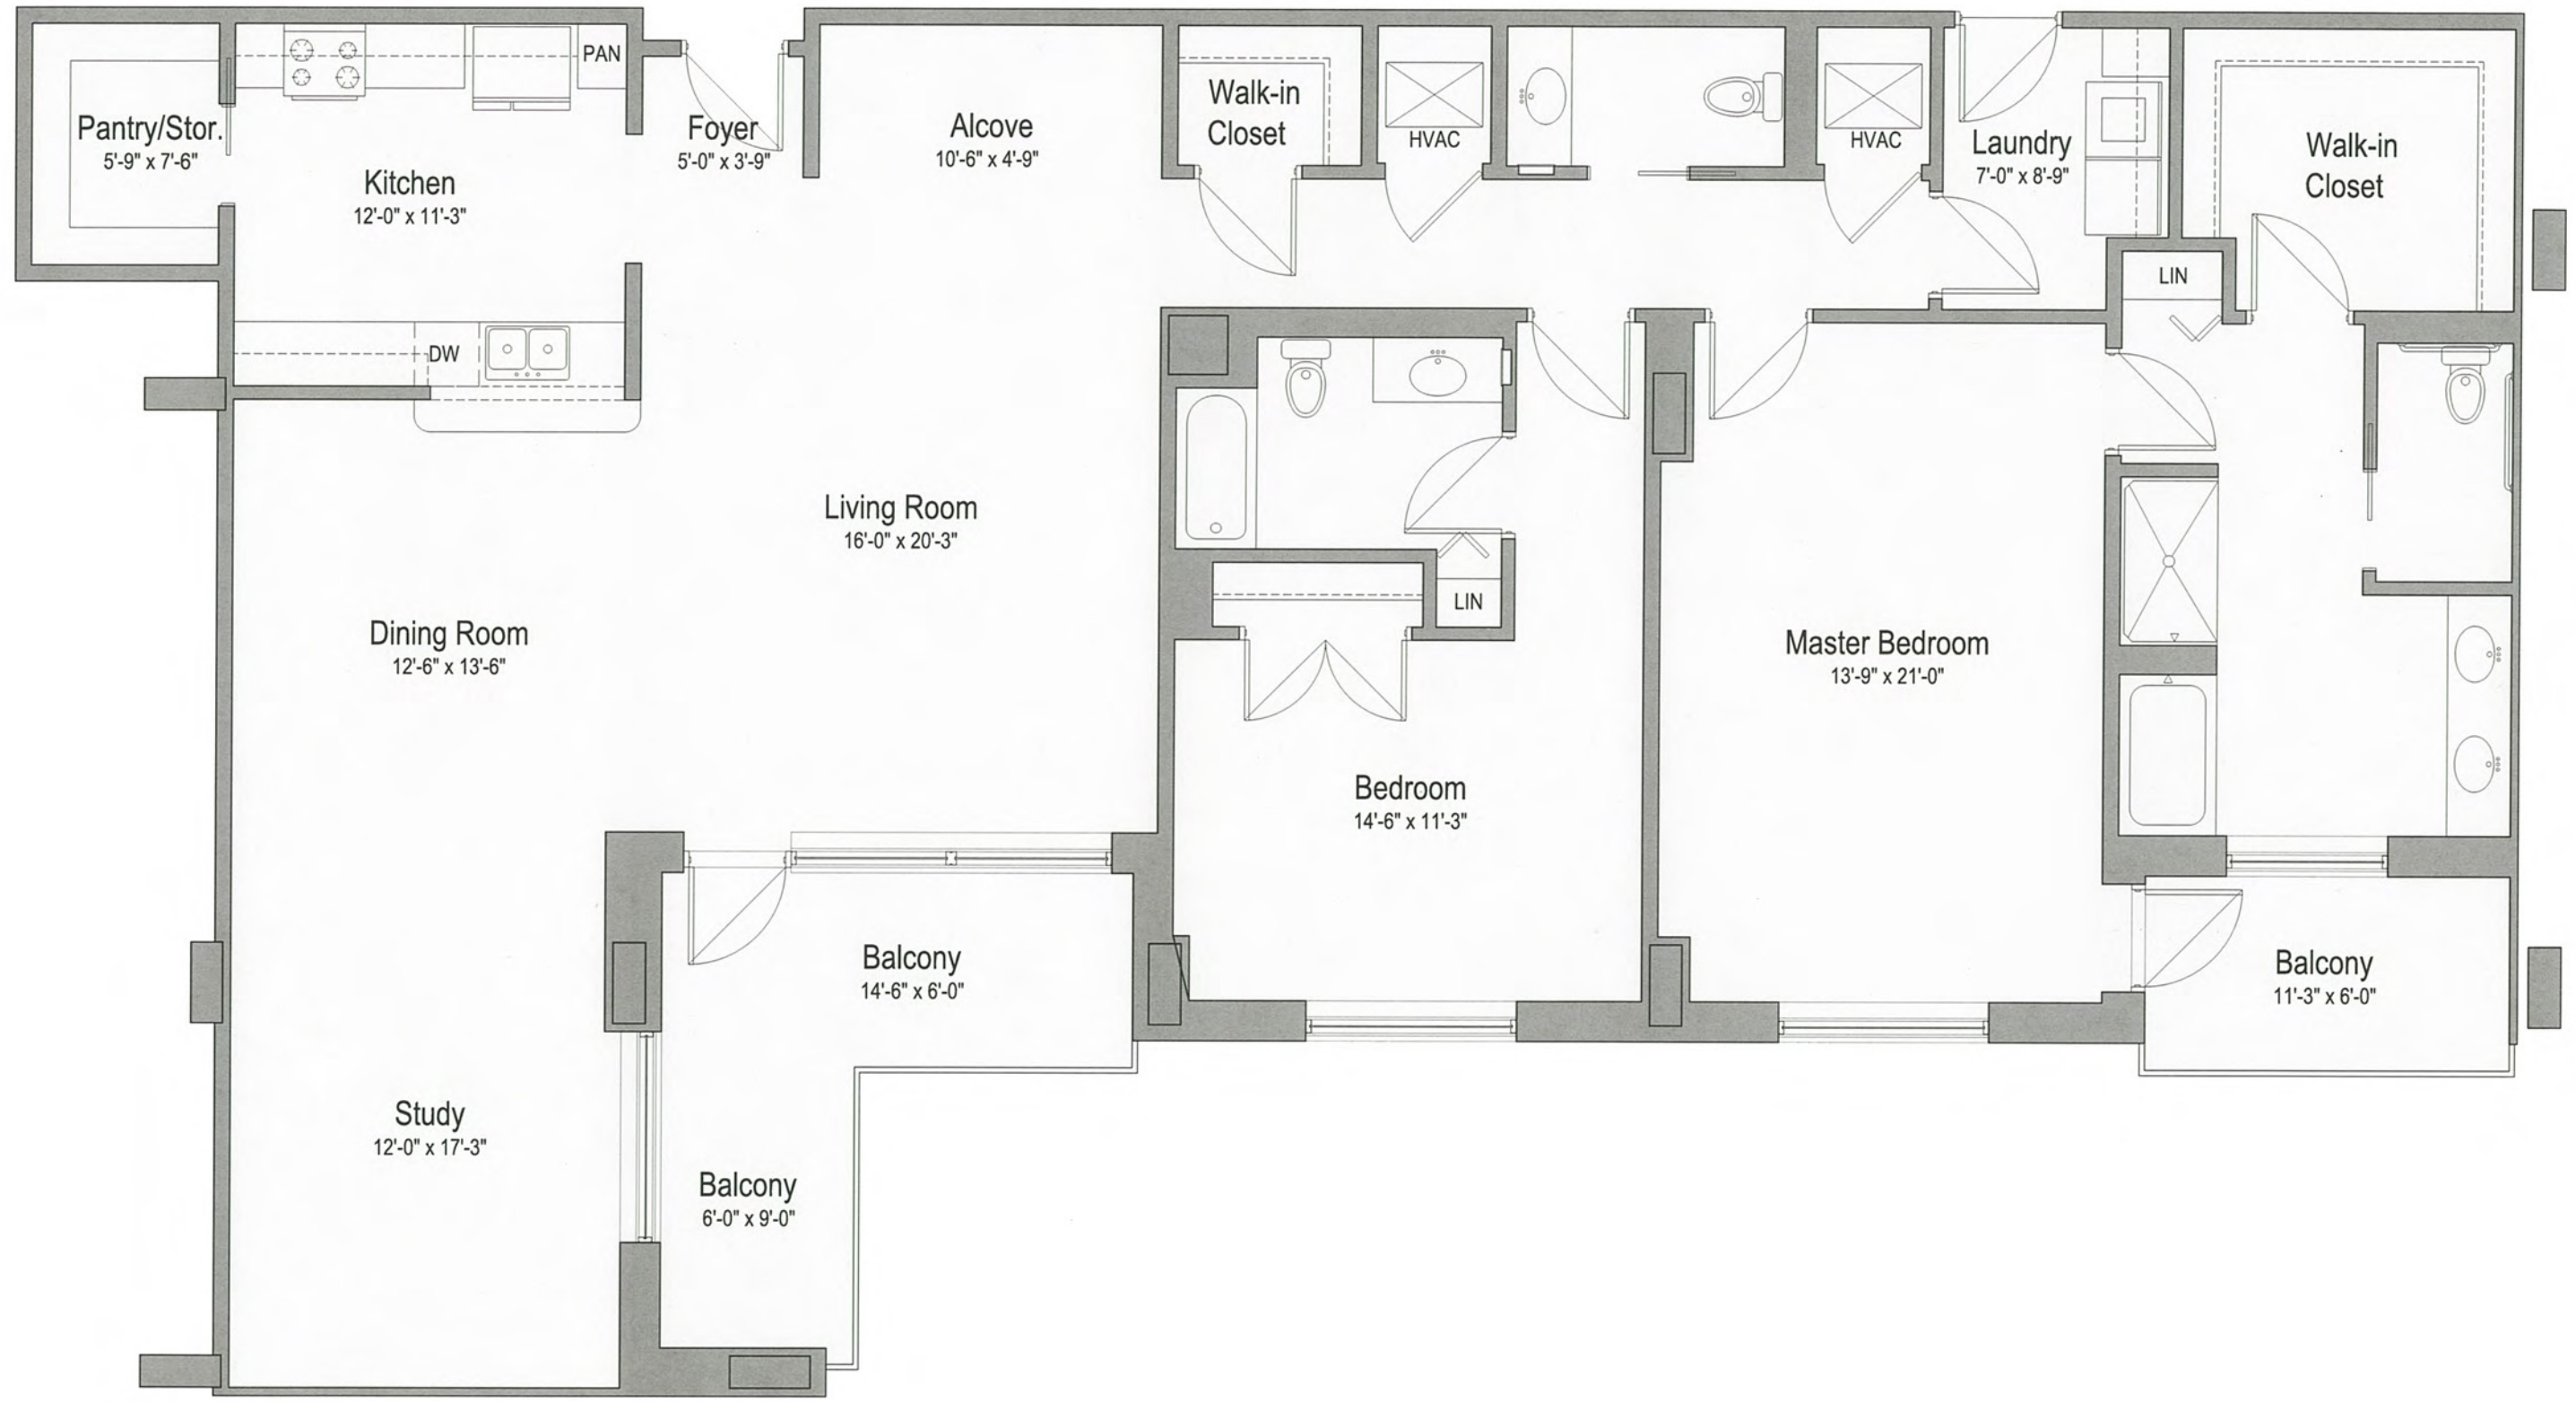 PAN
Pantry/Stor.
5'-9" x 7'-6"
Kitchen
12'-0" x 11'-3"
Foyer
5'-0" x 3'-9"
Alcove
10'-6" x 4'-9"
Walk-in
Closet
HVAC
HVAC
Laundry
7'-0" x 8'-9"
Walk-in
Closet
LIN
DW
Living Room
16'-0" x 20'-3"
LIN
Dining Room
12'-6" x 13'-6"
Master Bedroom
13'-9" x 21'-0"
Bedroom
14'-6" x 11'-3"
Balcony
14'-6" x 6'-0"
Balcony
11'-3" x 6'-0"
Study
12'-0" x 17'-3"
Balcony
6'-0" x 9'-0"